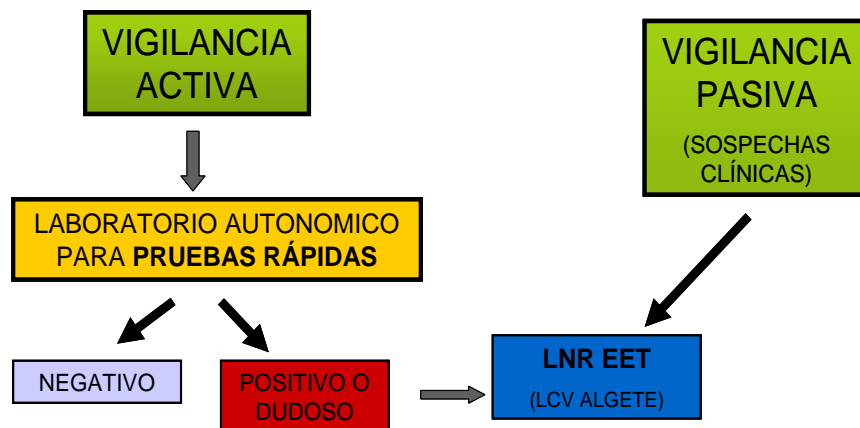 VIGILANCIA
ACTIVA
VIGILANCIA
PASIVA
(SOSPECHAS
CLÍNICAS)
LABORATORIO AUTONOMICO
PARA PRUEBAS RÁPIDAS
NEGATIVO
POSITIVO O
DUDOSO
LNR EET
(LCV ALGETE)